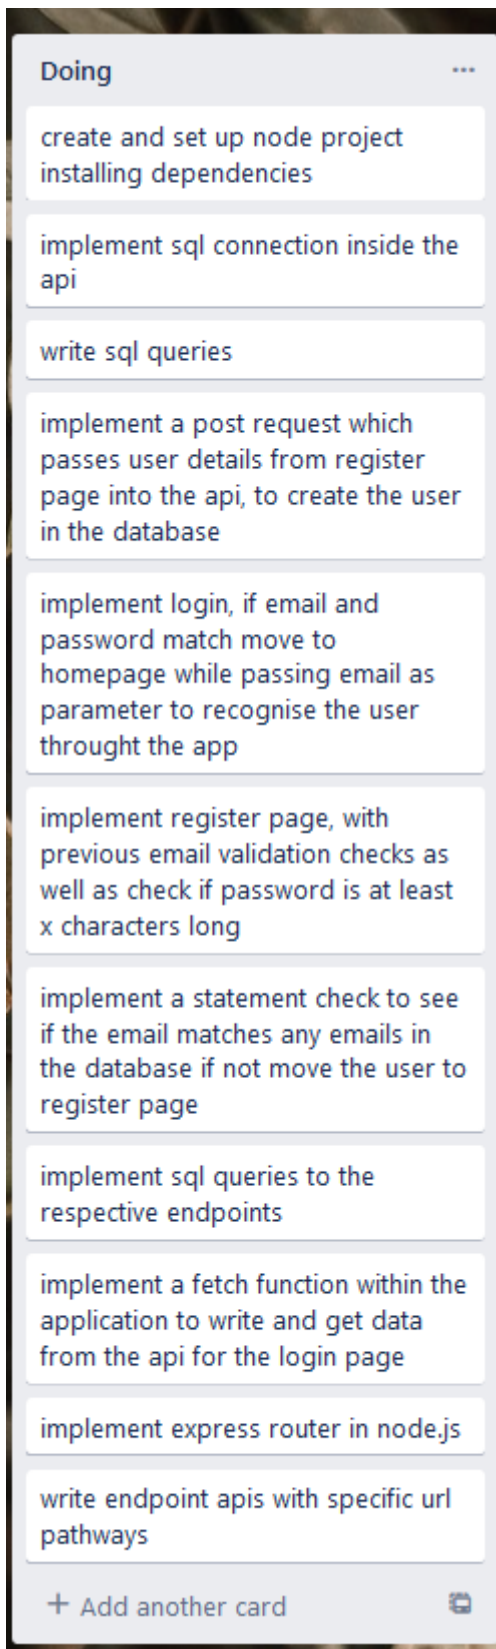 Doing
create and set up node project
installing dependencies
implement sql connection inside the
api
write sql queries
implement a post request which
passes user details from register
page into the api, to create the user
in the database
implement login, if email and
password match move to
homepage while passing email as
parameter to recognise the user
throught the app
implement register page, with
previous email validation checks as
well as check if password is at least
x characters long
implement a statement check to see
if the email matches any emails in
the database if not move the user to
register page
implement sql queries to the
respective endpoints
implement a fetch function within the
application to write and get data
from the api for the login page
implement express router in node.js
write endpoint apis with specific url
pathways
+ Add another card